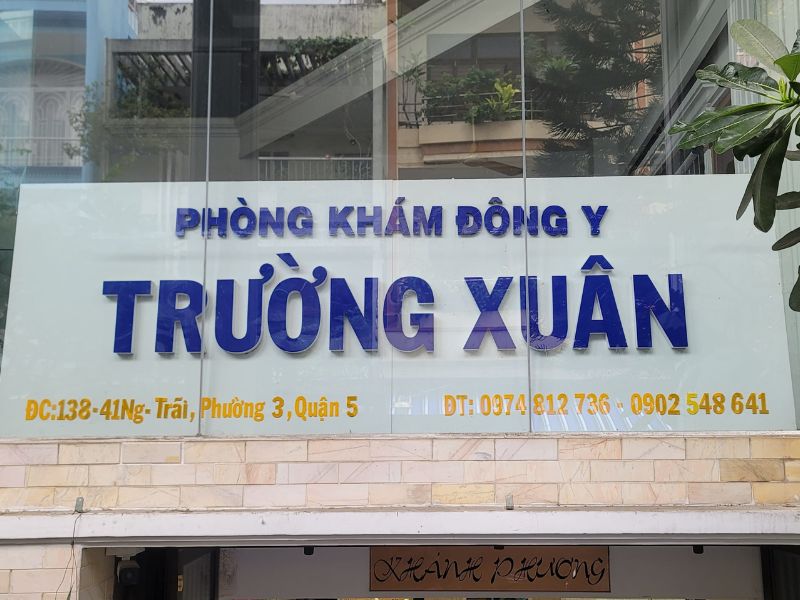 PHÒNG KHÁM ĐÔNG Y
TRƯỜNG XUÂN
ĐC:138-41Ng- Trãi, Phường 3, Quận 5
ĐT: 0974 812 736 - 0902 548 641
KHÁNH PHƯƠNG